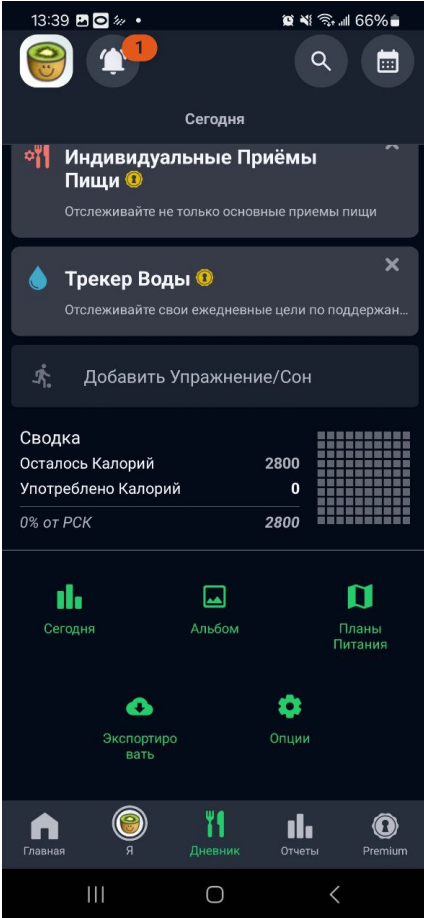 13:39
66%
1
Сегодня
Индивидуальные Приёмы
Пищи
Отслеживайте не только основные приемы пищи
Трекер Воды
Отслеживайте свои ежедневные цели по поддержан...
Добавить Упражнение/Сон
Сводка
Осталось Калорий 2800
Употреблено Калорий 0
0% от РСК 2800
Сегодня
Альбом
Планы
Питания
Экспортиро
вать
Опции
Главная
Я
Дневник
Отчеты
Premium